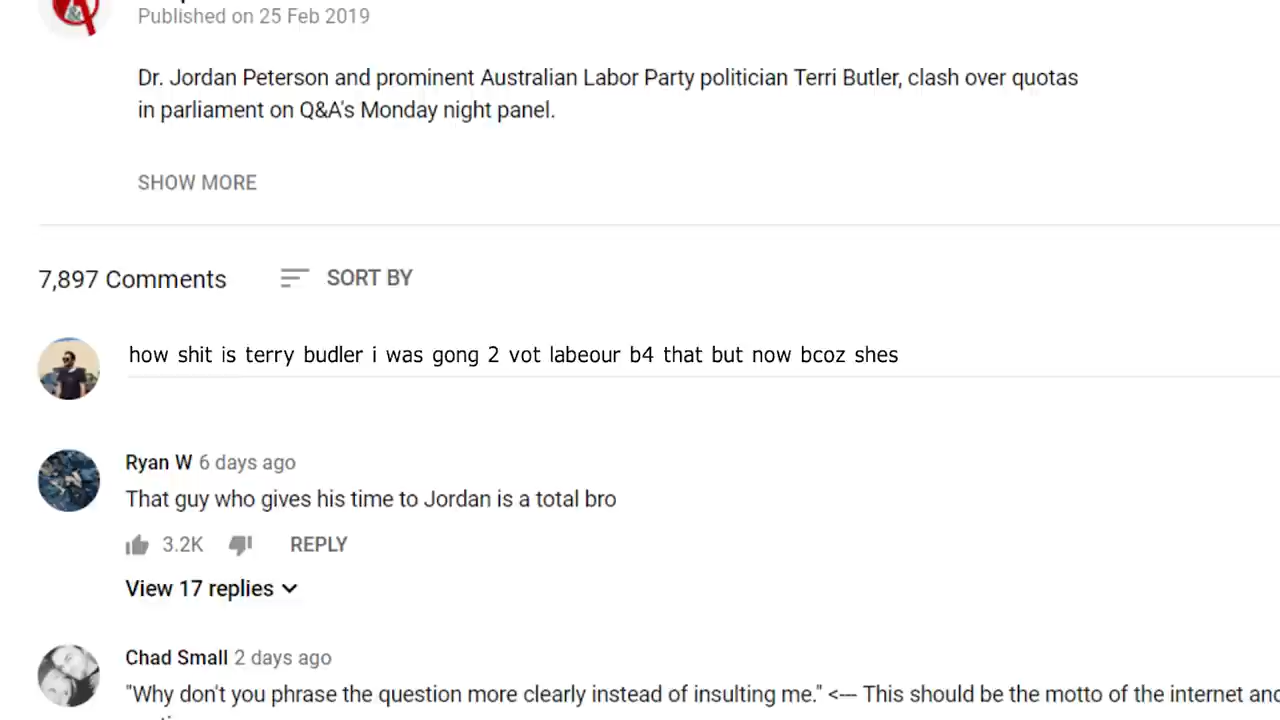 Published on 25 Feb 2019
Dr. Jordan Peterson and prominent Australian Labor Party politician Terri Butler, clash over quotas
in parliament on Q&A's Monday night panel.
SHOW MORE
7,897 Comments
SORT BY
how shit is terry budler i was gong 2 vot labeour b4 that but now bcoz shes
Ryan W 6 days ago
That guy who gives his time to Jordan is a total bro
3.2K
REPLY
View 17 replies
Chad Small 2 days ago
"Why don't you phrase the question more clearly instead of insulting me." <--- This should be the motto of the internet and